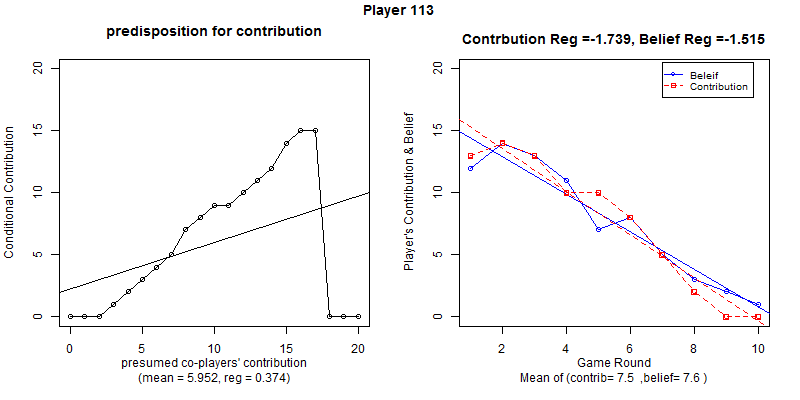 Player 113
predisposition for contribution
Conditional Contribution
20
15
10
5
0
0 5 10 15 20
presumed co-players' contribution
(mean = 5.952, reg = 0.374)
Contrbution Reg =-1.739, Belief Reg =-1.515
Player's Contribution & Belief
20
15
10
5
0
Beleif
Contribution
2 4 6 8 10
Game Round
Mean of (contrib= 7.5 ,belief= 7.6 )